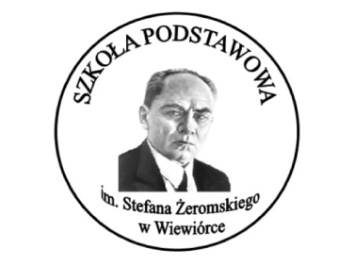 SZKOŁA PODSTAWOWA
im. Stefana Żeromskiego
w Wiewiórce